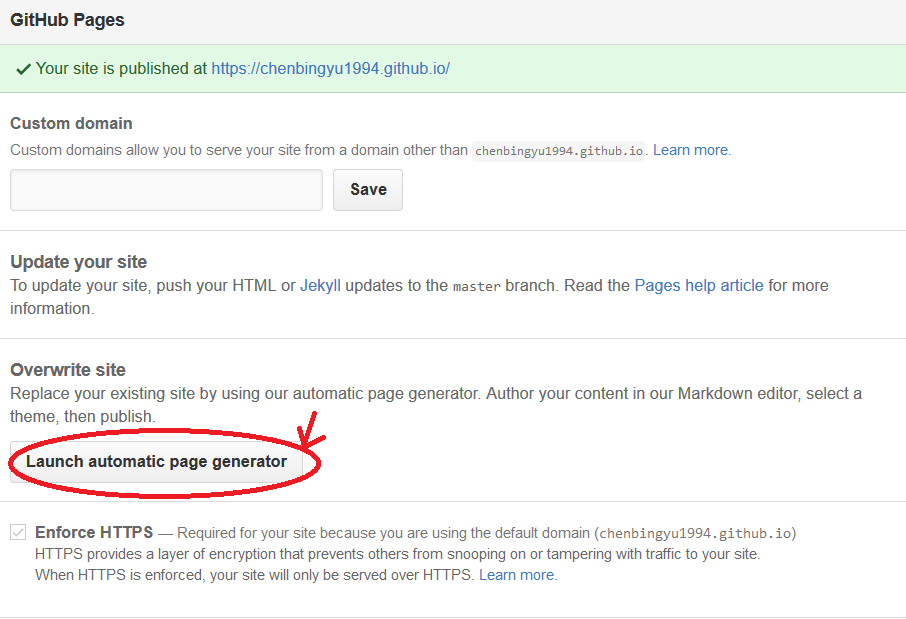 GitHub Pages
Your site is published at https://chenbingyu1994.github.io/
Custom domain
Custom domains allow you to serve your site from a domain other than chenbingyu1994.github.io. Learn more.
Save
Update your site
To update your site, push your HTML or Jekyll updates to the master branch. Read the Pages help article for more
information.
Overwrite site
Replace your existing site by using our automatic page generator. Author your content in our Markdown editor, select a
theme, then publish.
Launch automatic page generator
Enforce HTTPS — Required for your site because you are using the default domain (chenbingyu1994.github.io)
HTTPS provides a layer of encryption that prevents others from snooping on or tampering with traffic to your site.
When HTTPS is enforced, your site will only be served over HTTPS. Learn more.